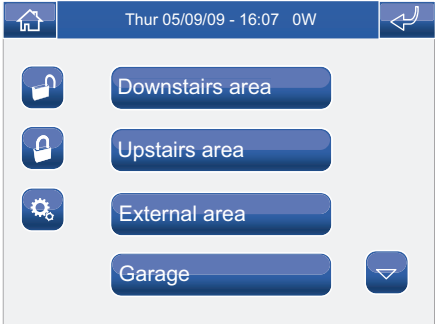 Thur 05/09/09 - 16:07 0W
Downstairs area
Upstairs area
External area
Garage